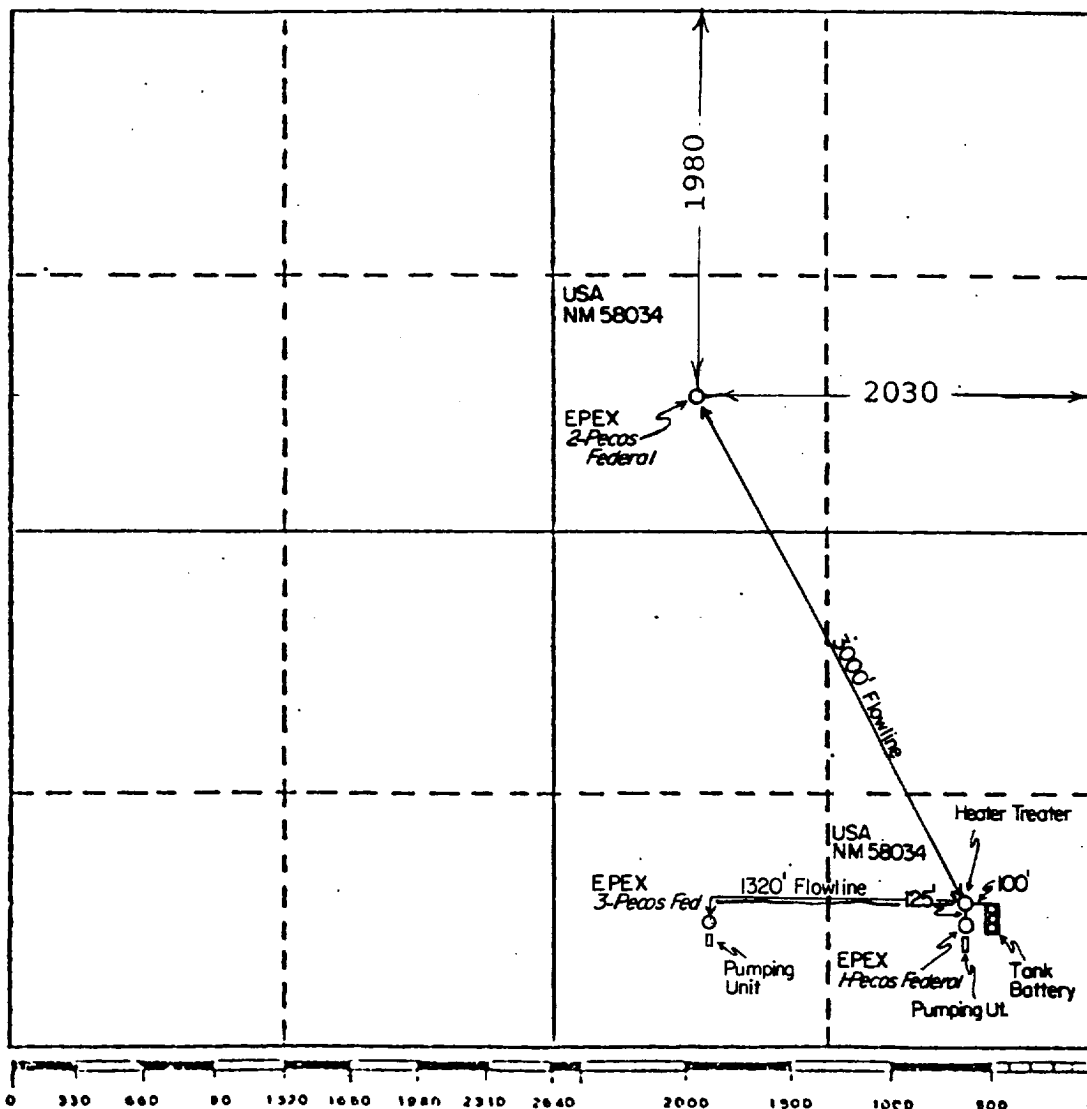 1980
USA
NM 58034
2030
EPEX
2-Pecos
Federal
3000' Flowline
Heater Treater
USA
NM 58034
100'
EPEX
3-Pecos Fed
1320' Flowline
125'
EPEX
1-Pecos Federal
Pumping
Unit
Tank
Battery
Pumping Ut.
0 330 660 1320 1650 1980 2310 2640 2000 1500 1000 500